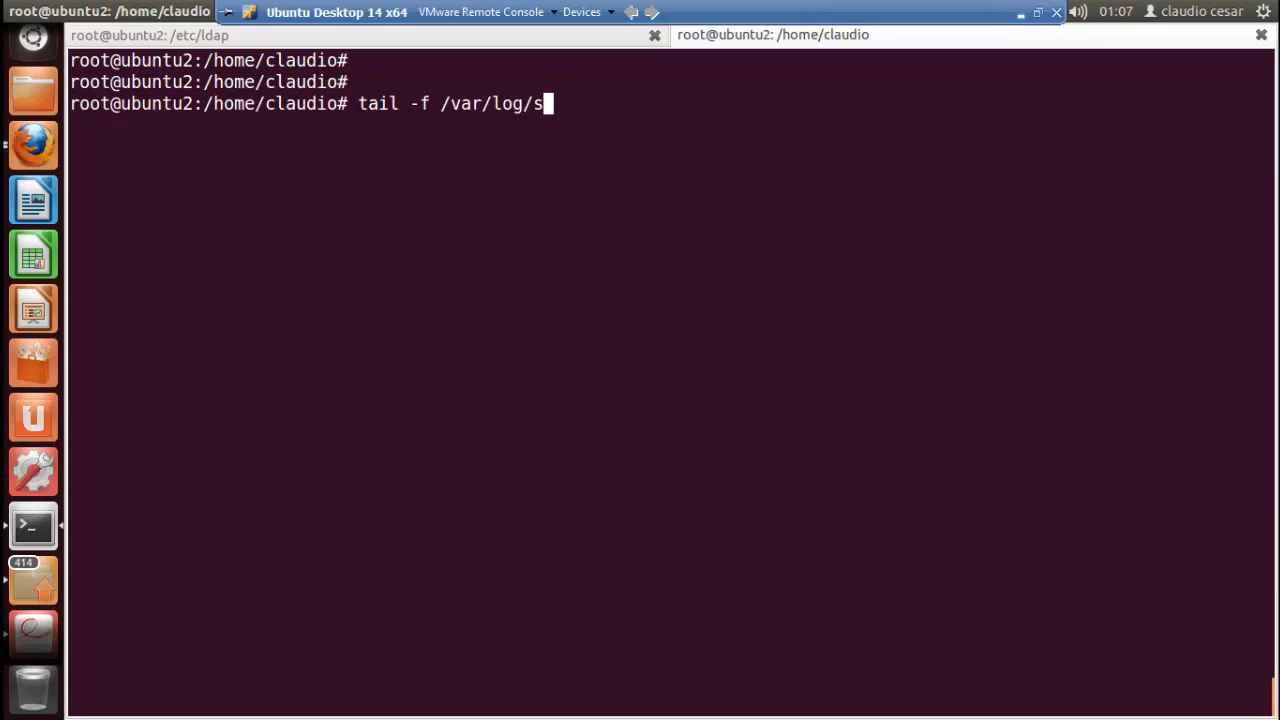 root@ubuntu2: /home/claudio
Ubuntu Desktop 14 x64
VMware Remote Console
Devices
01:07
claudio cesar
root@ubuntu2: /etc/ldap
root@ubuntu2: /home/claudio
root@ubuntu2:/home/claudio#
root@ubuntu2:/home/claudio#
root@ubuntu2:/home/claudio# tail -f /var/log/s
414